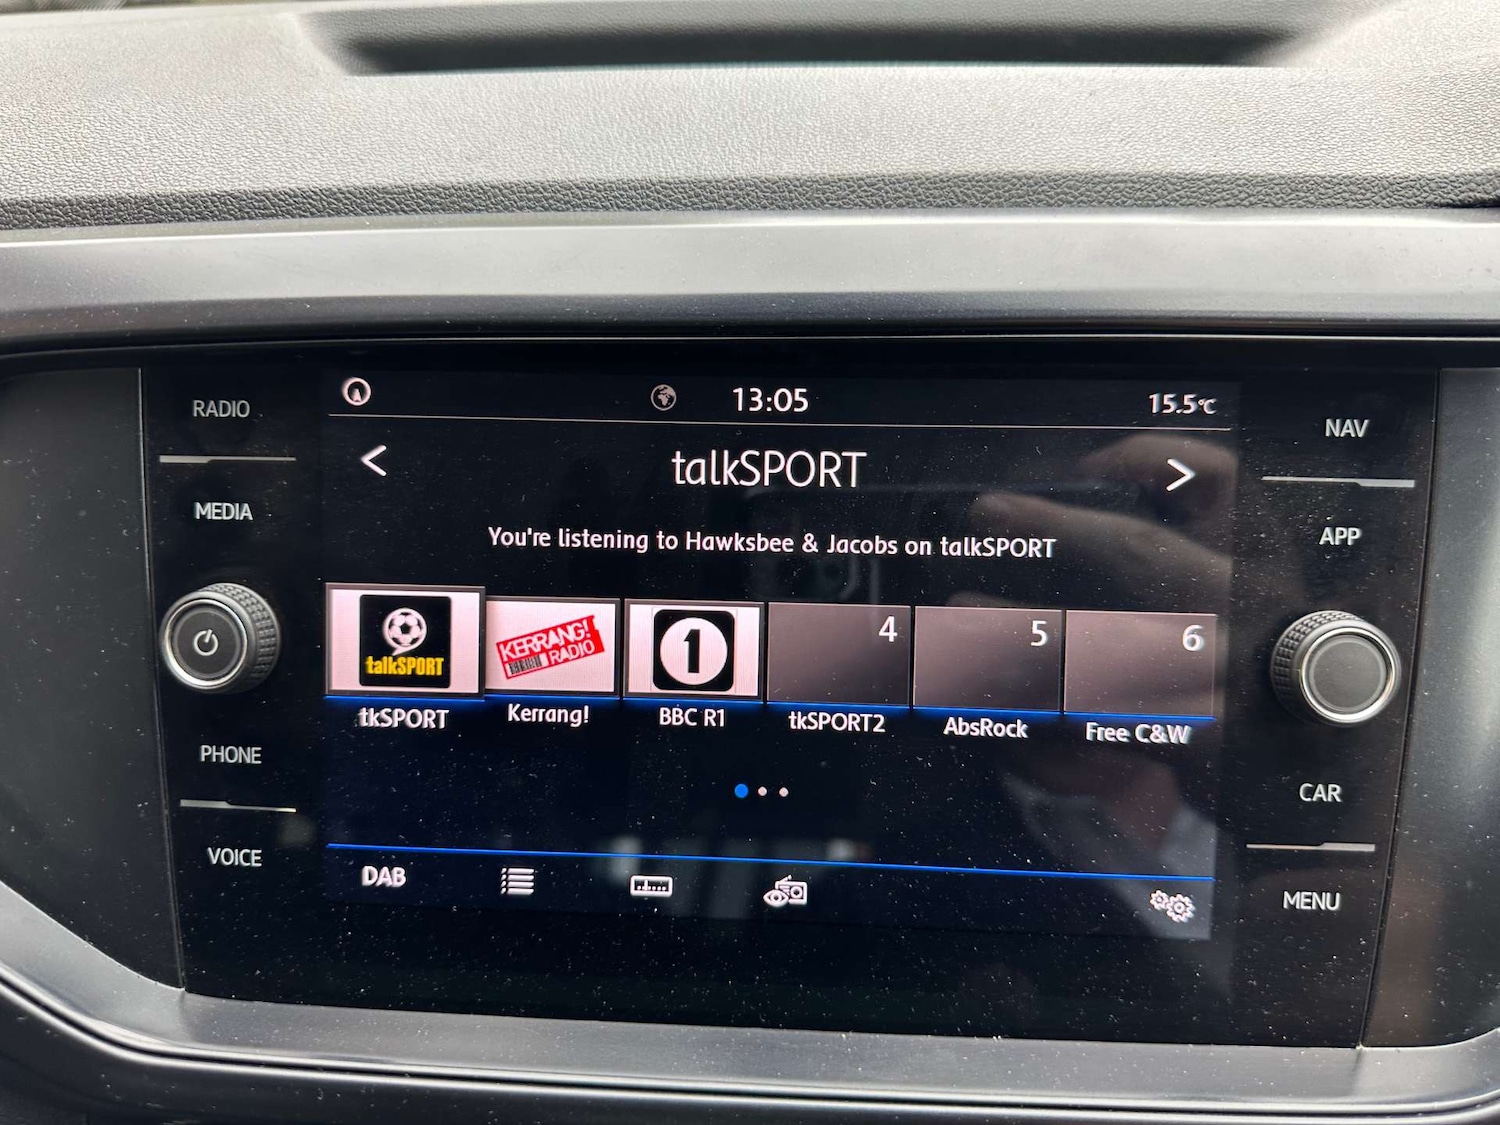 RADIO
MEDIA
PHONE
VOICE
13:05
15.5°C
<
talkSPORT
>
You're listening to Hawksbee & Jacobs on talkSPORT
talkSPORT
KERRANG!
RADIO
1
4
5
6
tkSPORT
Kerrang!
BBC R1
tkSPORT2
AbsRock
Free C&W
DAB
NAV
APP
CAR
MENU